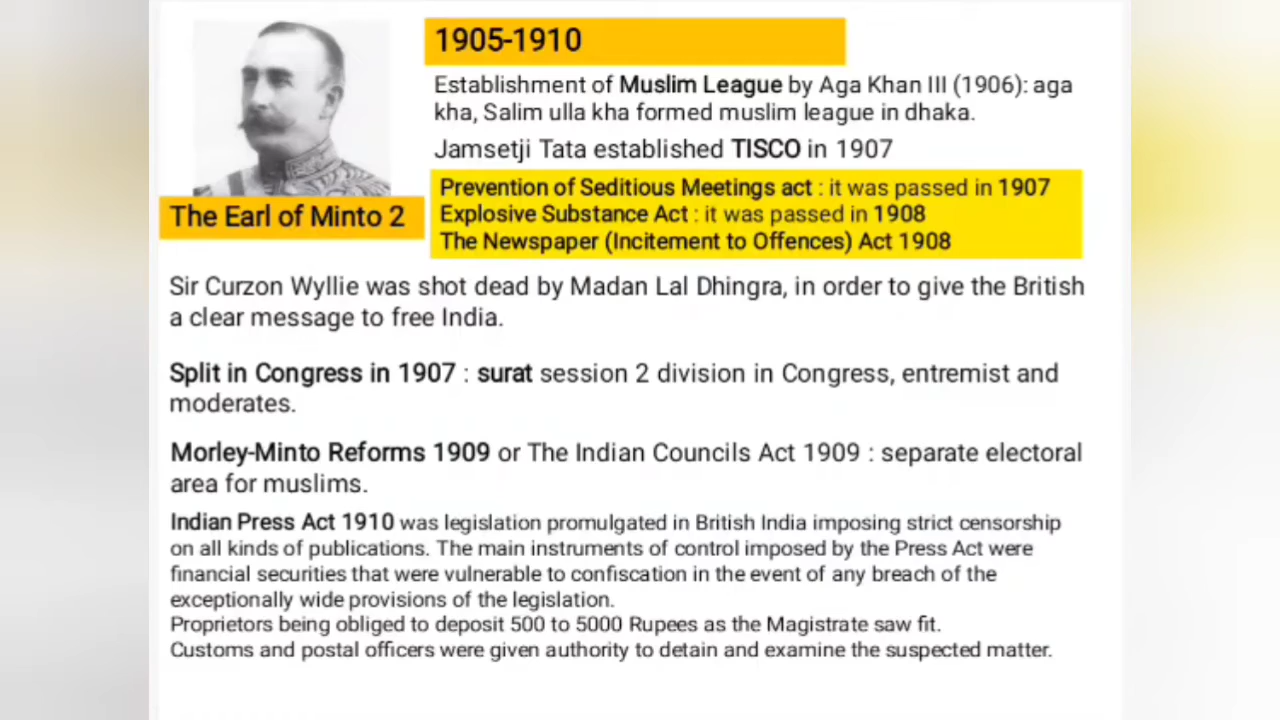 1905-1910
Establishment of Muslim League by Aga Khan III (1906): aga
kha, Salim ulla kha formed muslim league in dhaka.
Jamsetji Tata established TISCO in 1907
Prevention of Seditious Meetings act : it was passed in 1907
Explosive Substance Act : it was passed in 1908
The Newspaper (Incitement to Offences) Act 1908
The Earl of Minto 2
Sir Curzon Wyllie was shot dead by Madan Lal Dhingra, in order to give the British
a clear message to free India.
Split in Congress in 1907 : surat session 2 division in Congress, entremist and
moderates.
Morley-Minto Reforms 1909 or The Indian Councils Act 1909 : separate electoral
area for muslims.
Indian Press Act 1910 was legislation promulgated in British India imposing strict censorship
on all kinds of publications. The main instruments of control imposed by the Press Act were
financial securities that were vulnerable to confiscation in the event of any breach of the
exceptionally wide provisions of the legislation.
Proprietors being obliged to deposit 500 to 5000 Rupees as the Magistrate saw fit.
Customs and postal officers were given authority to detain and examine the suspected matter.